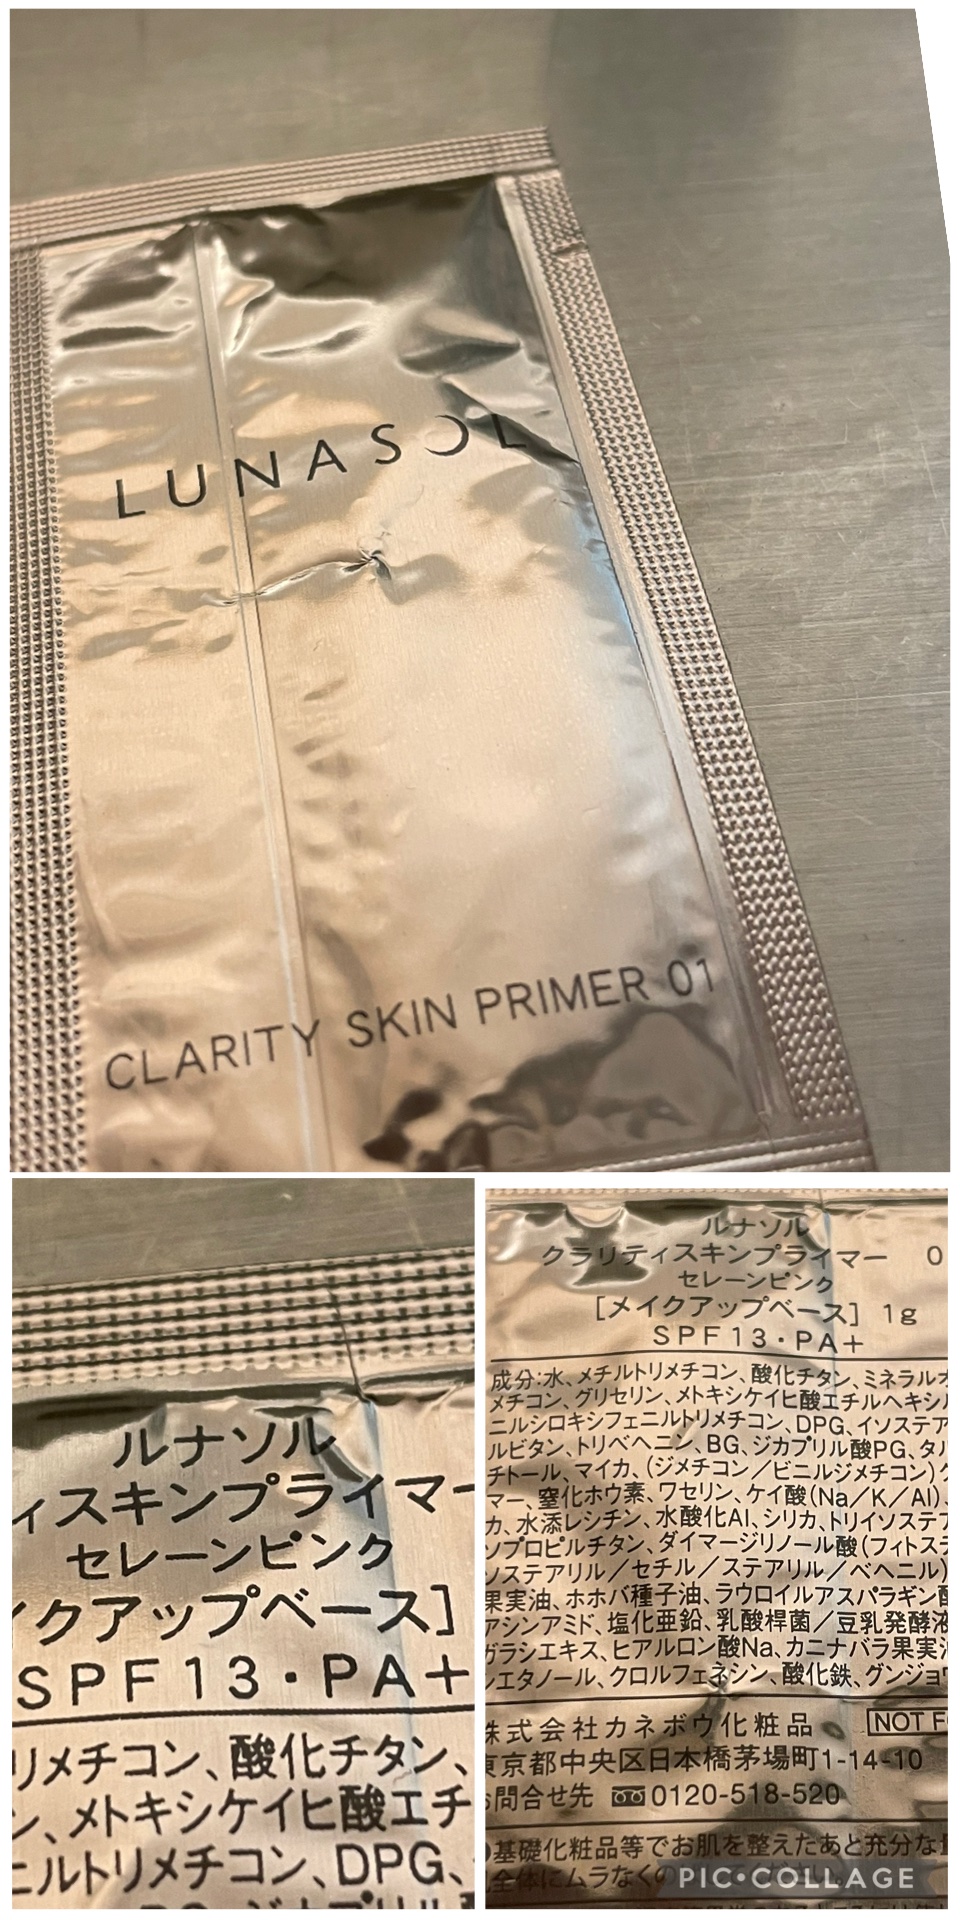 LUNASOL
CLARITY SKIN PRIMER 01
ルナソル
ィスキンプライマー
セレーンピンク
イクアップベース]
SPF13・PA+
リメチコン、酸化チタン、
ン、メトキシケイヒ酸エチ
ニルトリメチコン、DPG、
ルナソル
クラリティスキンプライマー 0
セレーンピンク
[メイクアップベース] 1g
SPF13・PA+
成分:水、メチルトリメチコン、酸化チタン、ミネラルオ
メチコン、グリセリン、メトキシケイヒ酸エチルヘキシル
ニルシロキシフェニルトリメチコン、DPG、イソステア
ルビタン、トリベヘニン、BG、ジカプリル酸PG、タル
チトール、マイカ、(ジメチコン/ビニルジメチコン)ク
マー、窒化ホウ素、ワセリン、ケイ酸(Na/K/Al)、
カ、水添レシチン、水酸化Al、シリカ、トリイソステア
ソプロピルチタン、ダイマージリノール酸(フィトステ
ソステアリル/セチル/ステアリル/ベヘニル)
果実油、ホホバ種子油、ラウロイルアスパラギン酸
アシンアミド、塩化亜鉛、乳酸桿菌/豆乳発酵液
ガラシエキス、ヒアルロン酸Na、カニナバラ果実油
シエタノール、クロルフェネシン、酸化鉄、グンジョウ
株式会社カネボウ化粧品 NOT F
東京都中央区日本橋茅場町1-14-10
お問合せ先 0120-518-520
基礎化粧品等でお肌を整えたあと充分な量
全体にムラなくの
PIC•COLLAGE